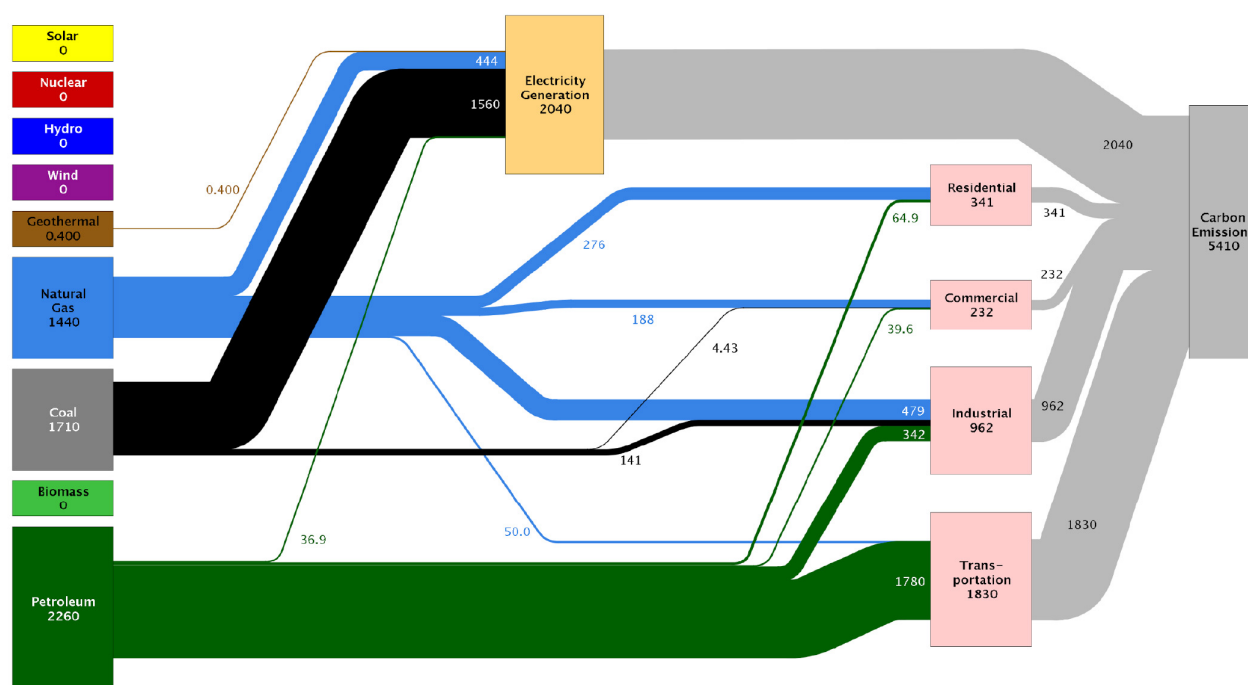 Solar
0
Nuclear
0
Hydro
0
Wind
0
Geothermal
0.400
Natural
Gas
1440
Coal
1710
Biomass
0
Petroleum
2260
0.400
444
1560
36.9
Electricity
Generation
2040
276
188
4.43
141
50.0
64.9
39.6
479
342
1780
Residential
341
Commercial
232
Industrial
962
Trans-
portation
1830
2040
341
232
962
1830
Carbon
Emission
5410